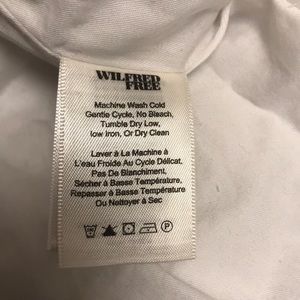 WILFRED
FREE
Machine Wash Cold
Gentle Cycle, No Bleach,
Tumble Dry Low,
low Iron, Or Dry Clean
Laver à La Machine à
L'eau Froide Au Cycle Délicat,
Pas De Blanchiment,
Sécher à Basse Température,
Repasser à Basse Température
Ou Nettoyer à Sec
P